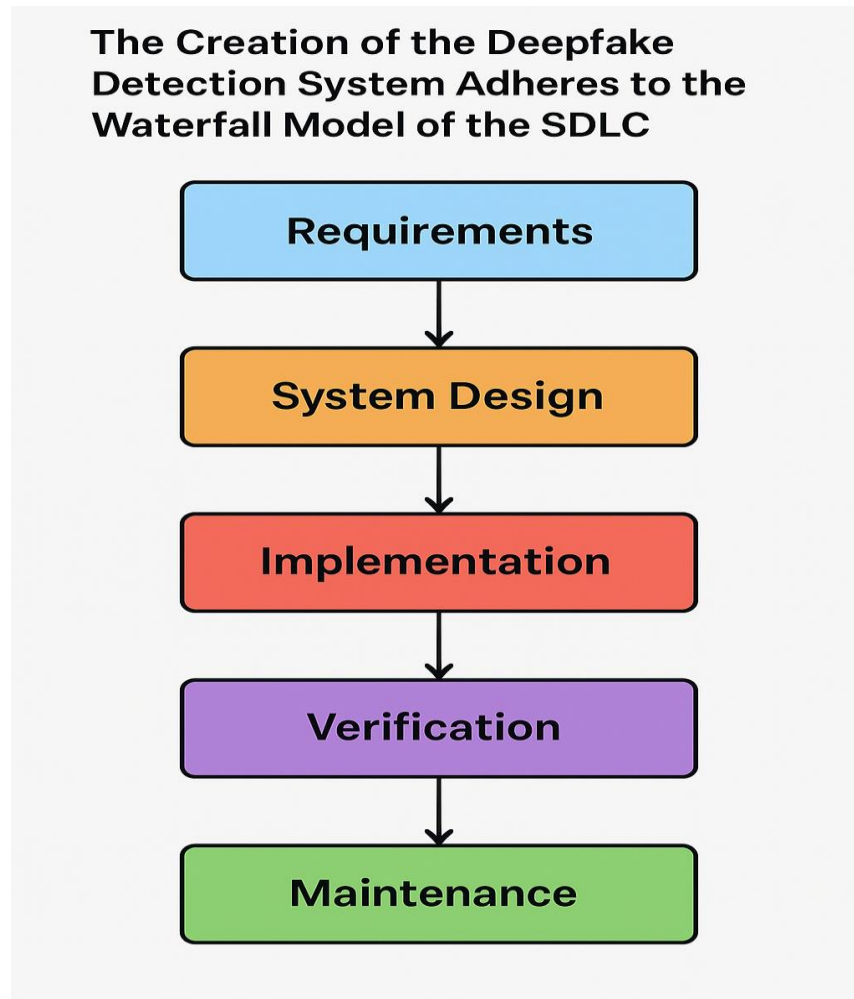 The Creation of the Deepfake
Detection System Adheres to the
Waterfall Model of the SDLC
Requirements
System Design
Implementation
Verification
Maintenance